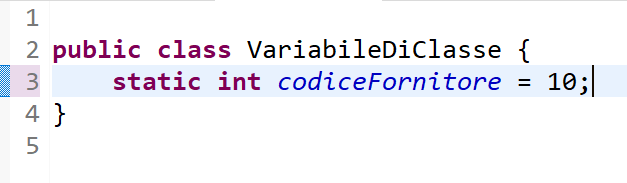 1
2 public class VariabileDiClasse {
3     static int codiceFornitore = 10;
4 }
5